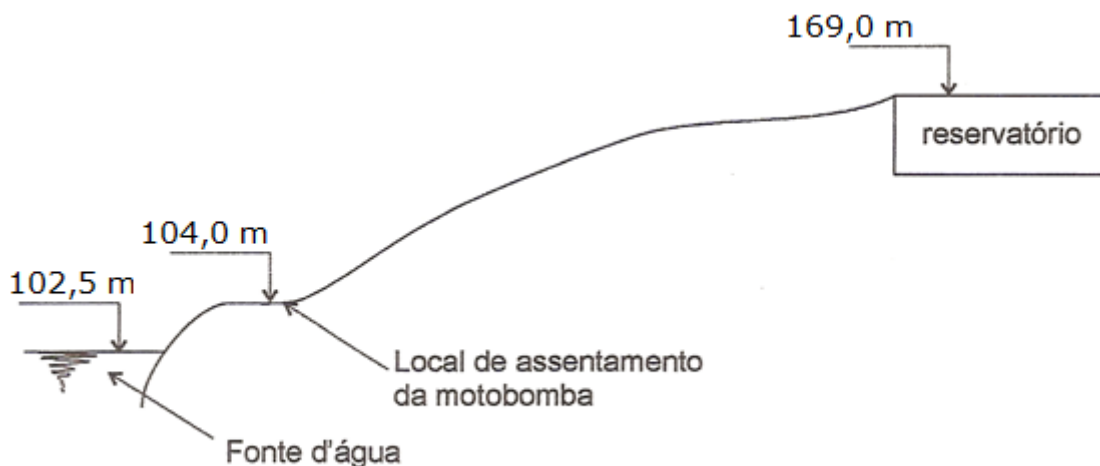 169,0 m
reservatório
104,0 m
102,5 m
Local de assentamento
da motobomba
Fonte d'água